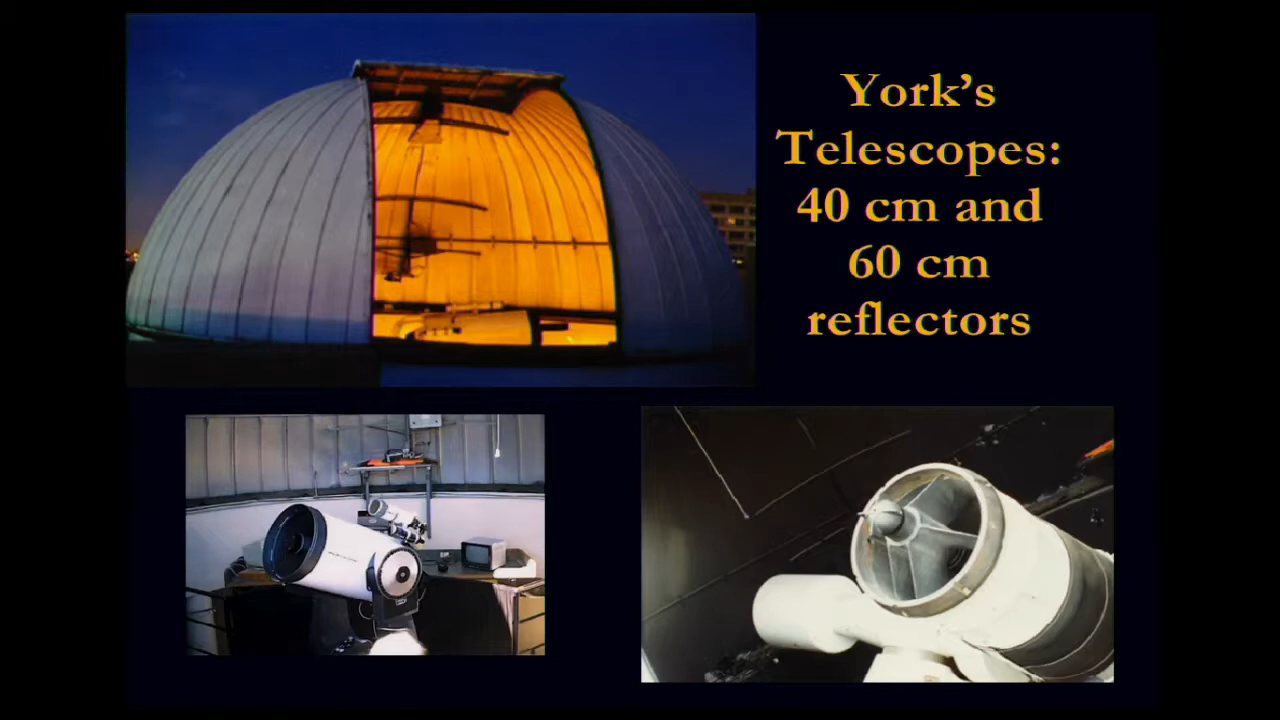 York’s
Telescopes:
40 cm and
60 cm
reflectors